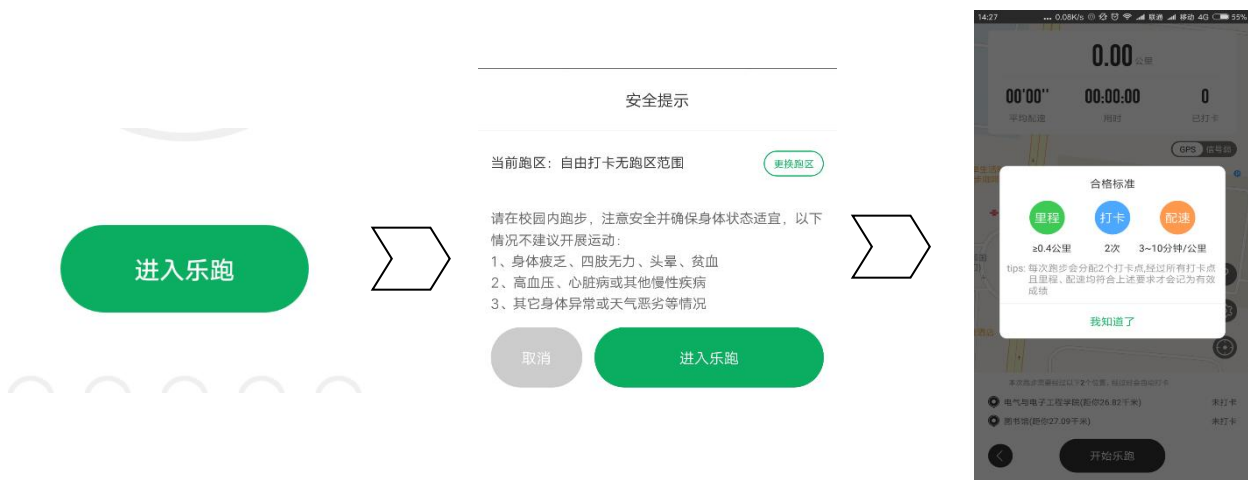 进入乐跑
安全提示
当前跑区：自由打卡无跑区范围
更换跑区
请在校园内跑步，注意安全并确保身体状态适宜，以下
情况不建议开展运动：
1、身体疲乏、四肢无力、头晕、贫血
2、高血压、心脏病或其他慢性疾病
3、其它身体异常或天气恶劣等情况
取消
进入乐跑
14:27
... 0.08K/s
联通
移动 4G
55%
0.00公里
00'00'' 00:00:00 0
平均配速 用时 已打卡
GPS 信号弱
合格标准
里程 打卡 配速
≥0.4公里 2次 3~10分钟/公里
tips: 每次跑步会分配2个打卡点,经过所有打卡点
且里程、配速均符合上述要求才会记为有效
成绩
我知道了
电气与电子工程学院(距你26.82千米) 未打卡
图书馆(距你27.09千米) 未打卡
开始乐跑